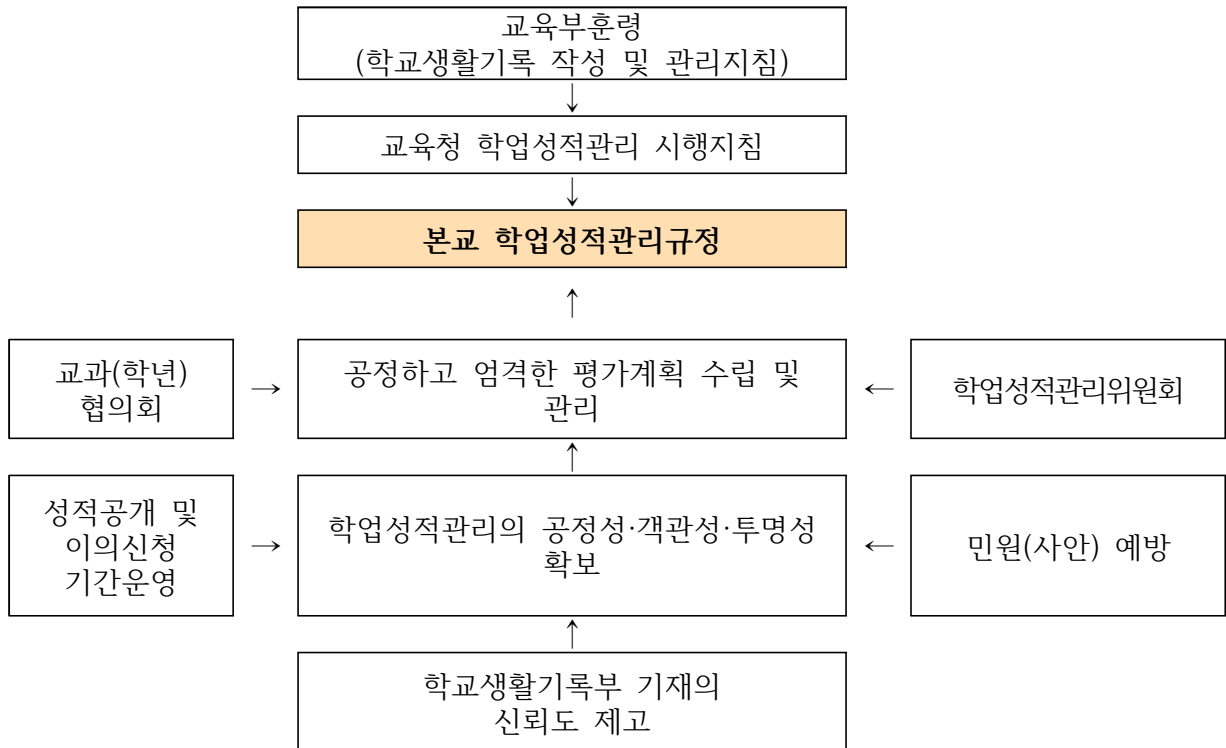 교육부훈령
(학교생활기록 작성 및 관리지침)
↓
교육청 학업성적관리 시행지침
↓
본교 학업성적관리규정
↑
교과(학년)
협의회
→
공정하고 엄격한 평가계획 수립 및
관리
←
학업성적관리위원회
↑
성적공개 및
이의신청
기간운영
→
학업성적관리의 공정성·객관성·투명성
확보
←
민원(사안) 예방
↑
학교생활기록부 기재의
신뢰도 제고